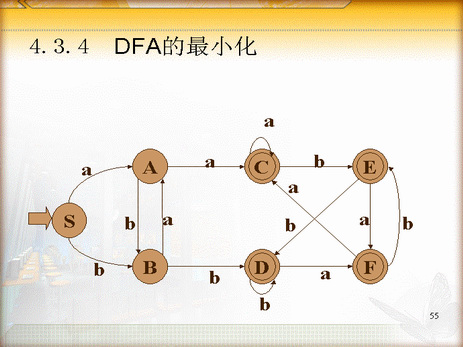 4.3.4 DFA的最小化
a
a a b
A C E
a
S b a b a b
b B b D a F
b
55